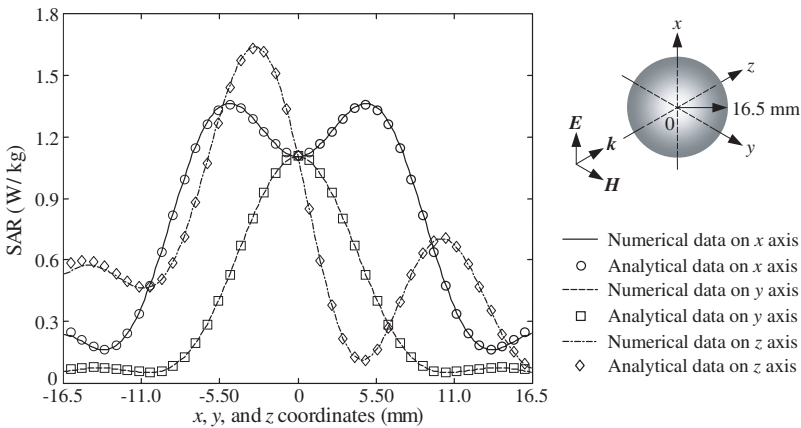 1.8
1.5
1.2
0.9
0.6
0.3
0
SAR (W/ kg)
-16.5 -11.0 -5.50 0 5.50 11.0 16.5
x, y, and z coordinates (mm)
x
z
0
16.5 mm
y
E
k
H
Numerical data on x axis
Analytical data on x axis
Numerical data on y axis
Analytical data on y axis
Numerical data on z axis
Analytical data on z axis